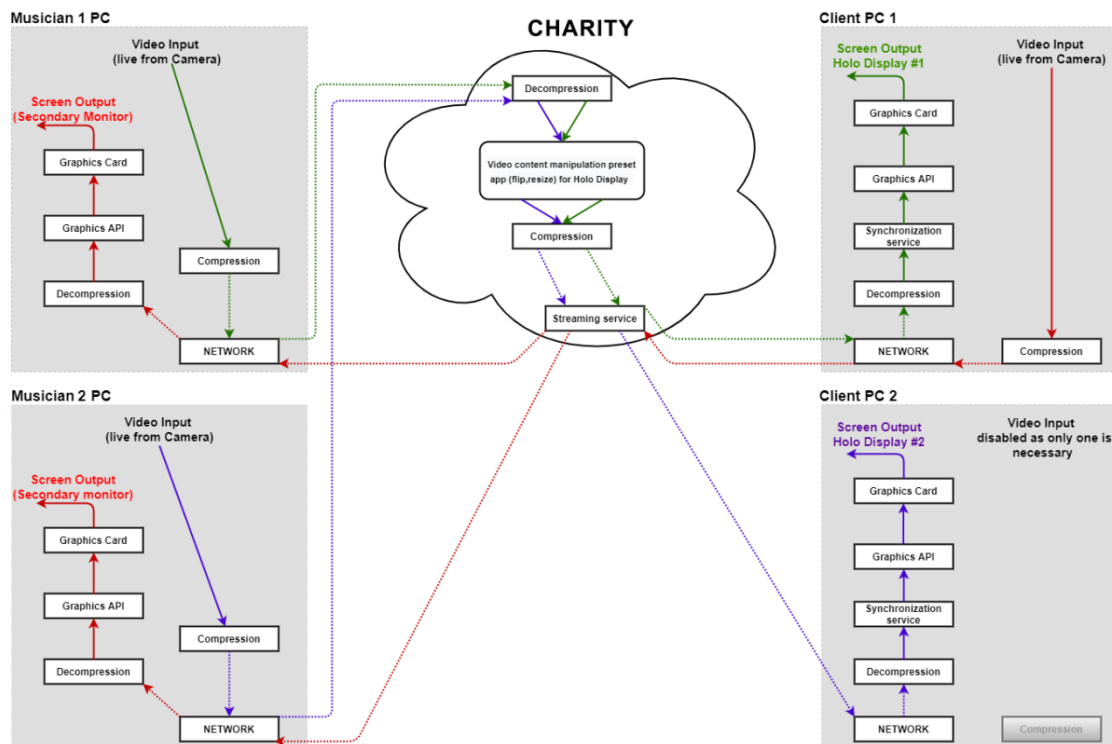 Musician 1 PC
Video Input
(live from Camera)
Screen Output
(Secondary Monitor)
Graphics Card
Graphics API
Compression
Decompression
NETWORK
CHARITY
Decompression
Video content manipulation preset
app (flip,resize) for Holo Display
Compression
Streaming service
Client PC 1
Screen Output
Holo Display #1
Video Input
(live from Camera)
Graphics Card
Graphics API
Synchronization
service
Decompression
NETWORK
Compression
Musician 2 PC
Video Input
(live from Camera)
Screen Output
(Secondary monitor)
Graphics Card
Graphics API
Compression
Decompression
NETWORK
Client PC 2
Screen Output
Holo Display #2
Video Input
disabled as only one is
necessary
Graphics Card
Graphics API
Synchronization
service
Decompression
NETWORK
Compression